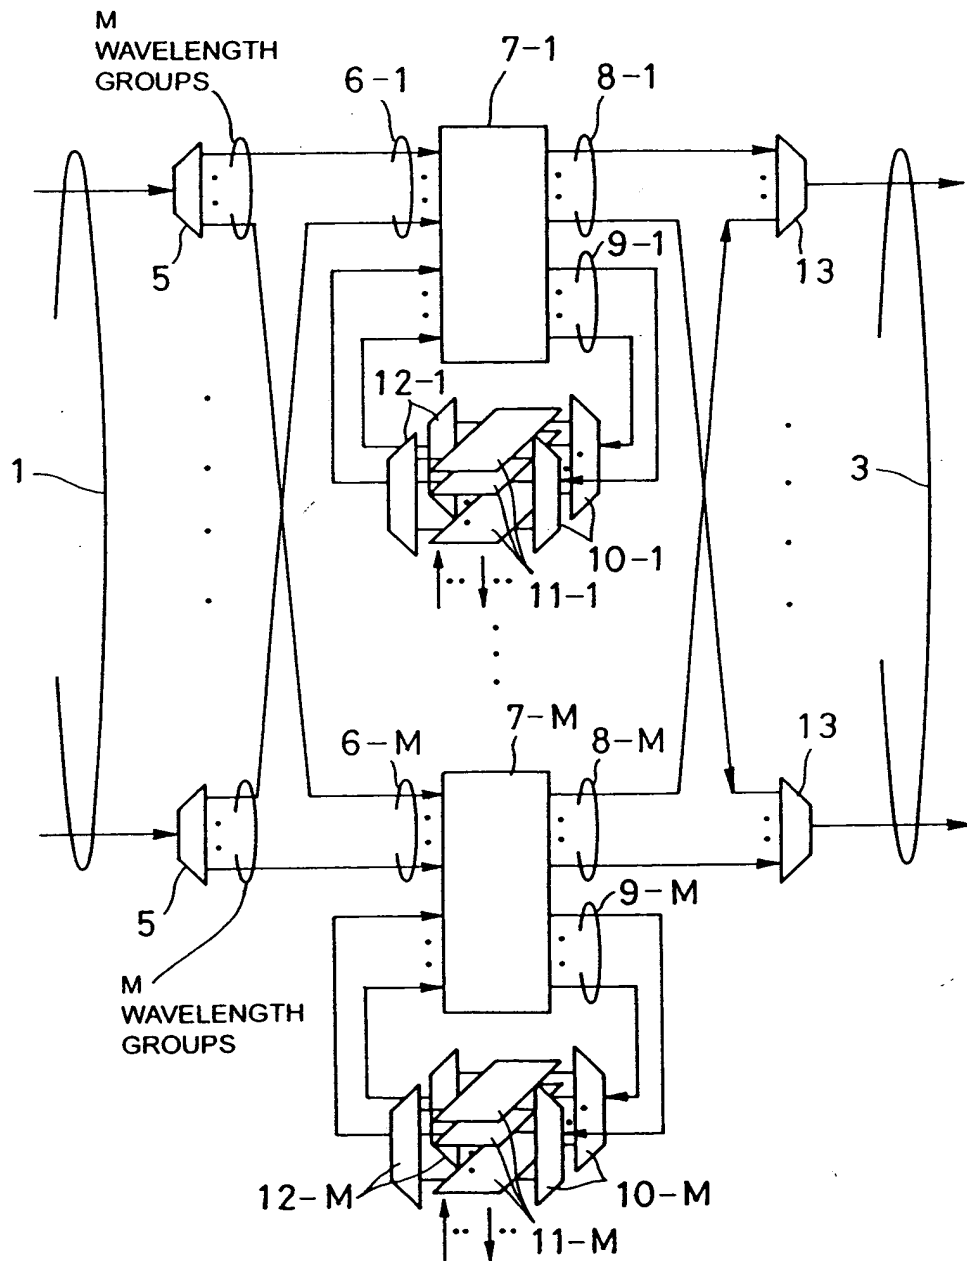 M
WAVELENGTH
GROUPS
7-1
6-1
8-1
5
9-1
13
12-1
1
3
10-1
11-1
7-M
6-M
8-M
13
5
9-M
M
WAVELENGTH
GROUPS
12-M
10-M
11-M